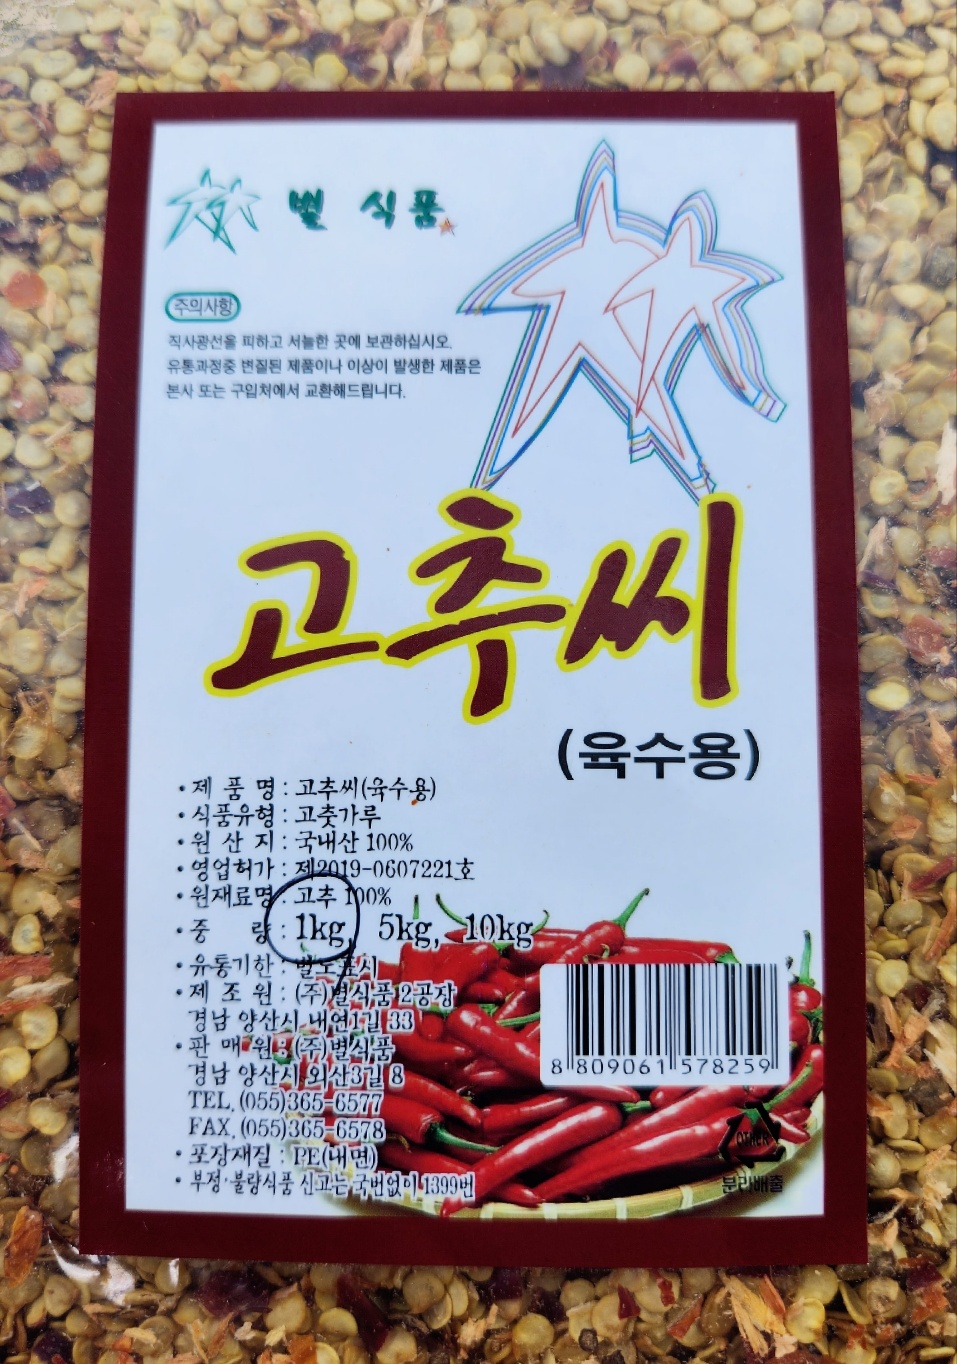 별 식품
주의사항
직사광선을 피하고 서늘한 곳에 보관하십시오.
유통과정중 변질된 제품이나 이상이 발생한 제품은
본사 또는 구입처에서 교환해드립니다.
고추씨
(육수용)
• 제 품 명 : 고추씨(육수용)
• 식품유형 : 고춧가루
• 원 산 지 : 국내산 100%
• 영업허가 : 제2019-0607221호
• 원재료명 : 고추 100%
• 중 량 : 1kg, 5kg, 10kg
• 유통기한 : 별도표시
• 제 조 원 : (주)별식품 2공장
경남 양산시 내연1길 33
• 판 매 원 : (주)별식품
경남 양산시 외산3길 8
TEL. (055)365-6577
FAX. (055)365-6578
• 포장재질 : PE(내면)
• 부정·불량식품 신고는 국번없이 1399번
8 809061 578259
OTHER
분리배출